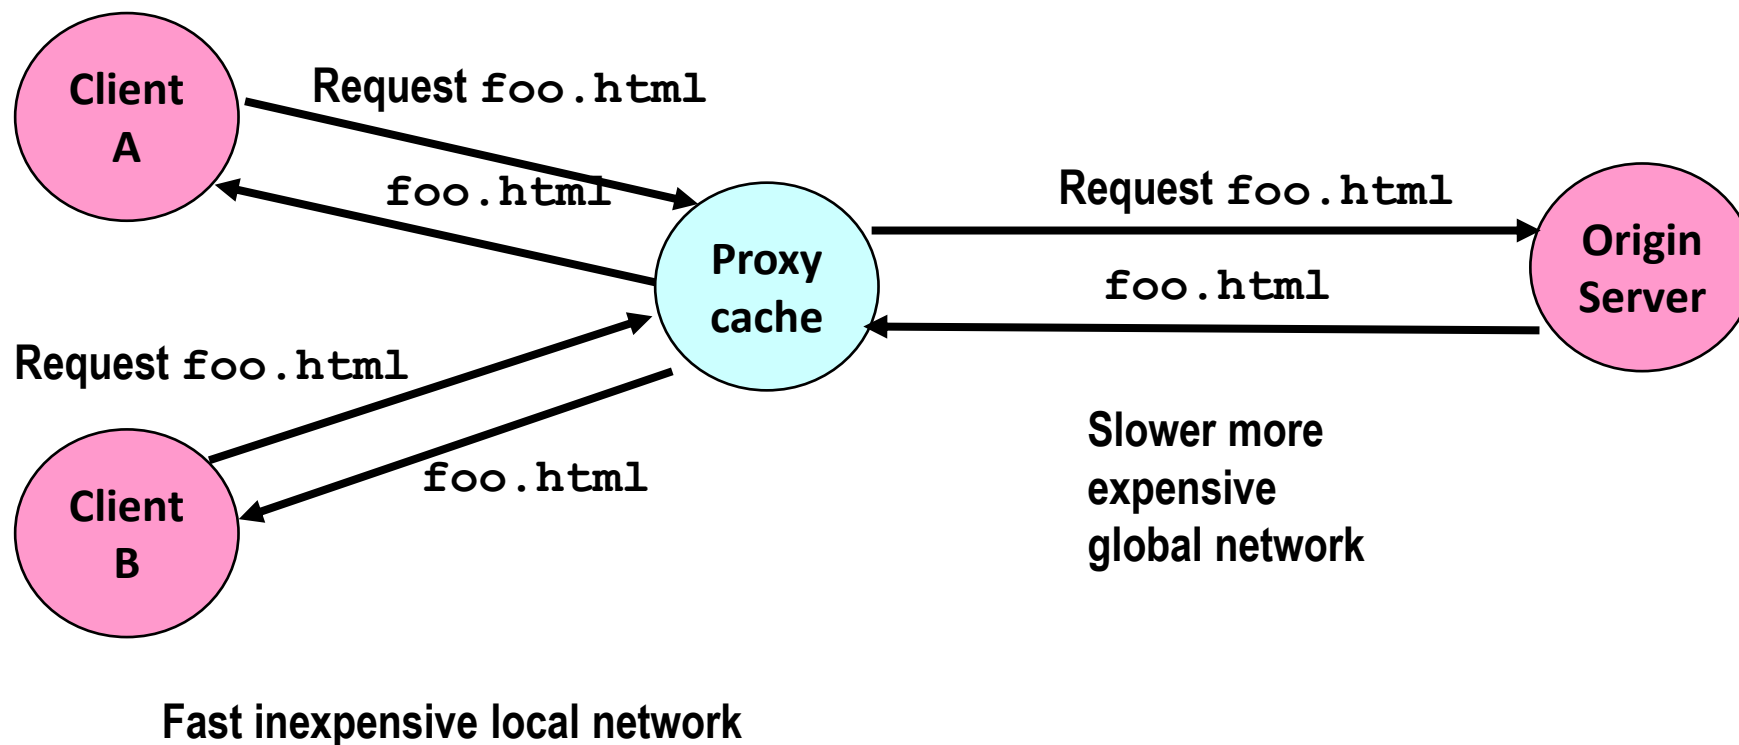 Client
A
Request foo.html
foo.html
Request foo.html
foo.html
Proxy
cache
Origin
Server
Request foo.html
foo.html
Client
B
Slower more
expensive
global network
Fast inexpensive local network